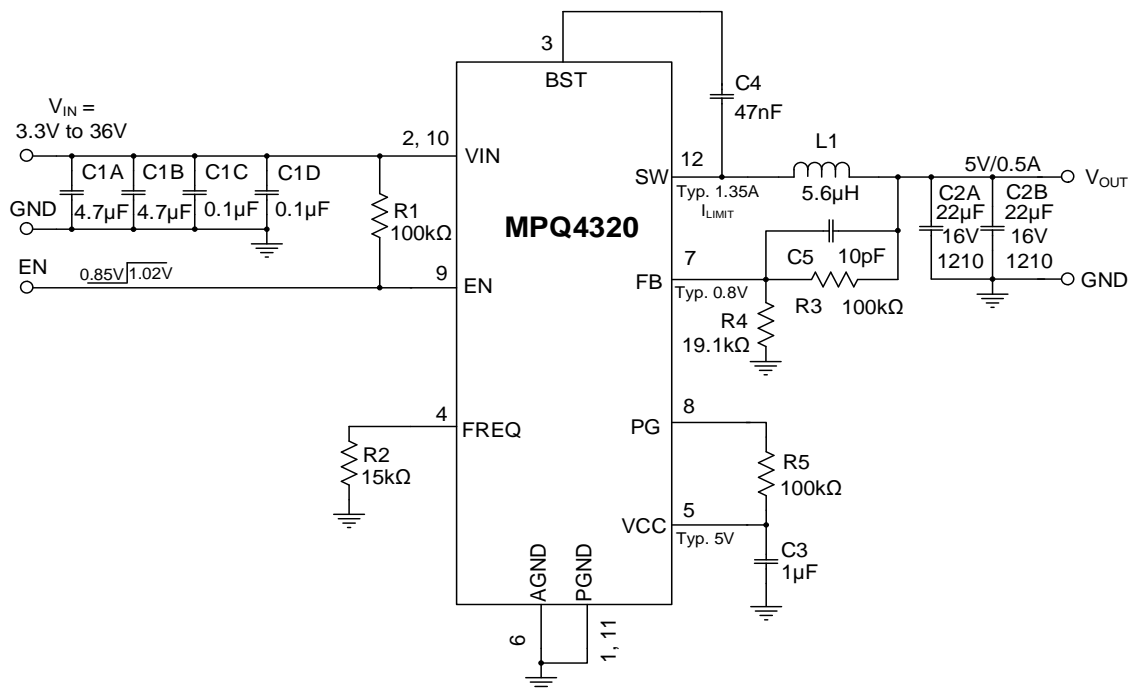 3
BST
C4
47nF
V_IN =
3.3V to 36V
2, 10
VIN
C1A
C1B
C1C
C1D
4.7µF
4.7µF
0.1µF
0.1µF
GND
R1
100kΩ
EN
0.85V
1.02V
9
EN
MPQ4320
12
SW
Typ. 1.35A
I_LIMIT
L1
5.6µH
5V/0.5A
V_OUT
C2A
22µF
16V
1210
C2B
22µF
16V
1210
GND
7
FB
Typ. 0.8V
C5
10pF
R3
100kΩ
R4
19.1kΩ
4
FREQ
R2
15kΩ
8
PG
R5
100kΩ
5
VCC
Typ. 5V
C3
1µF
AGND
PGND
6
1, 11